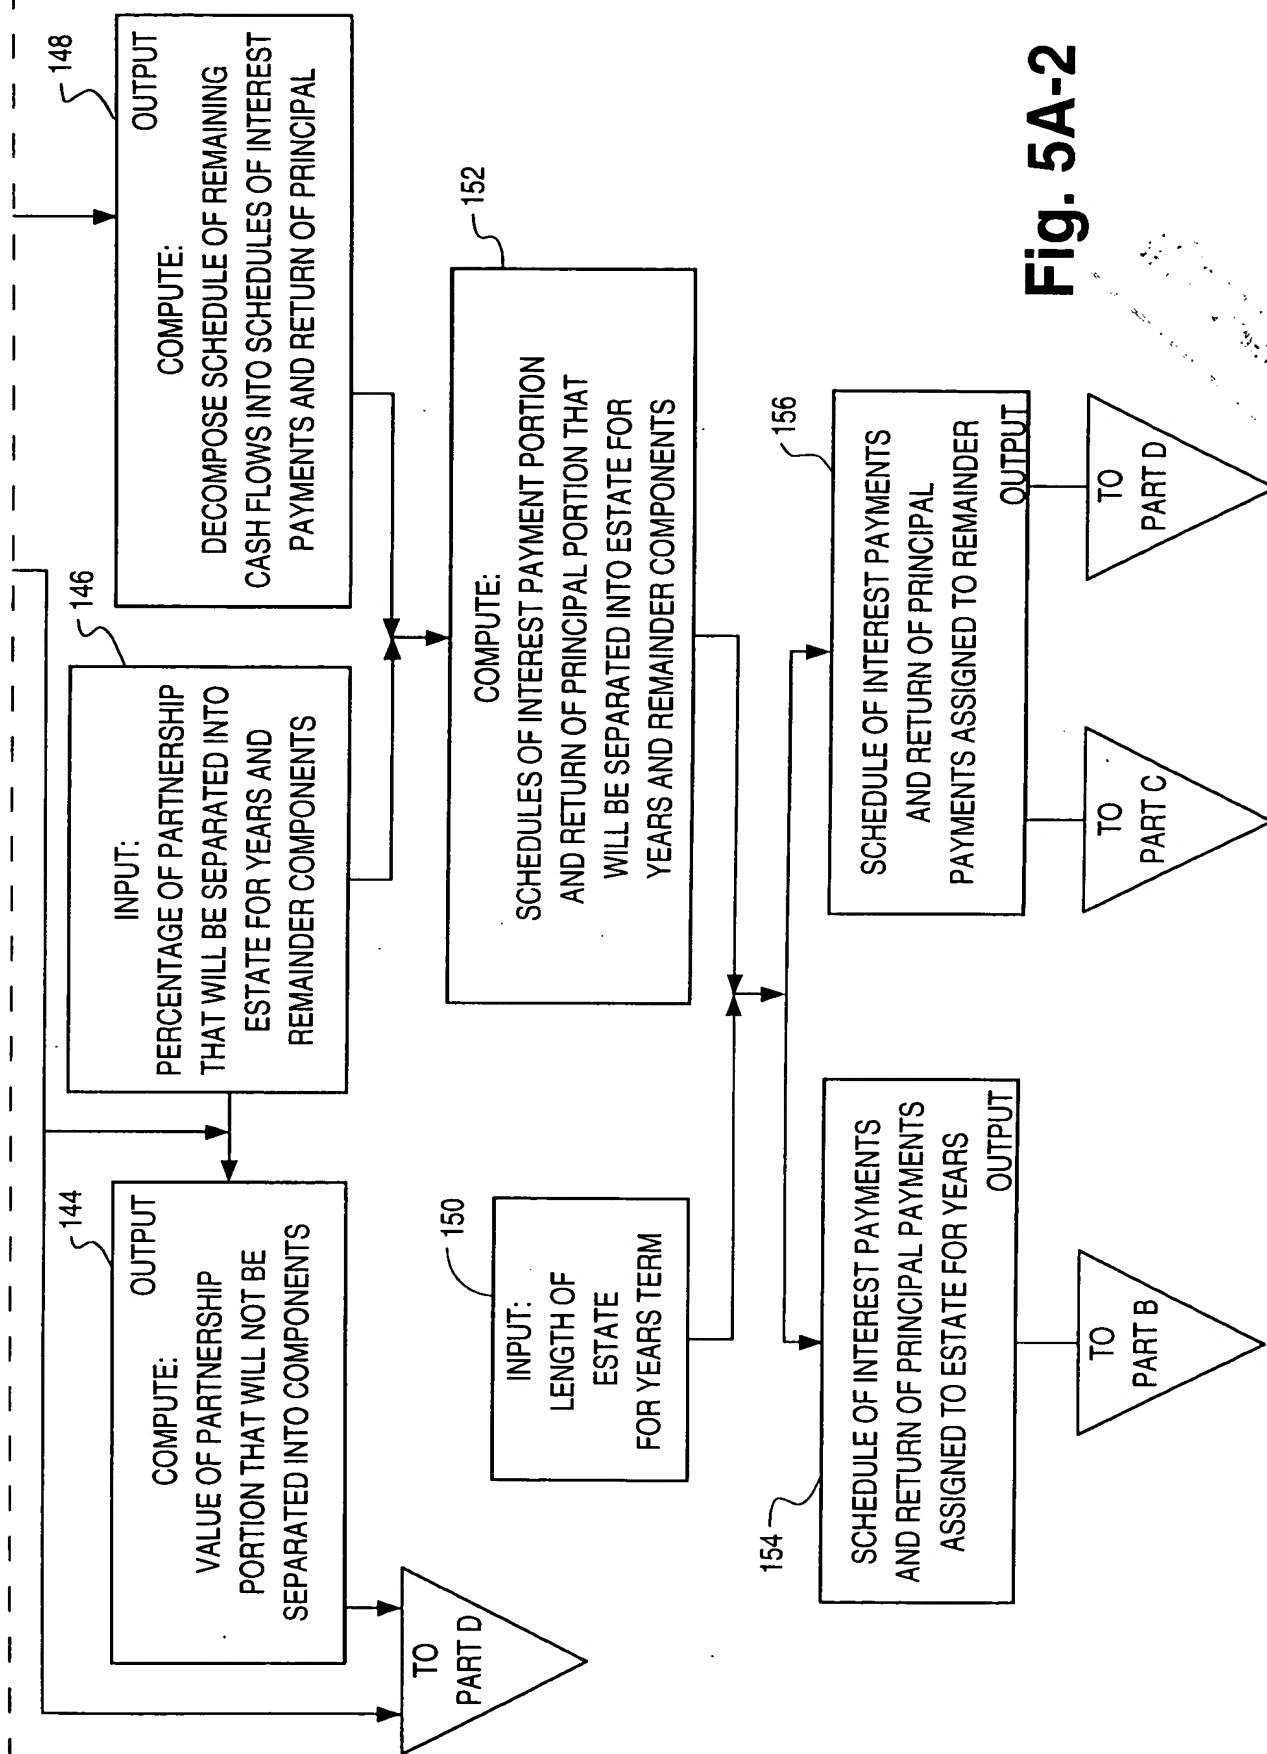 148
OUTPUT
COMPUTE:
DECOMPOSE SCHEDULE OF REMAINING
CASH FLOWS INTO SCHEDULES OF INTEREST
PAYMENTS AND RETURN OF PRINCIPAL
146
INPUT:
PERCENTAGE OF PARTNERSHIP
THAT WILL BE SEPARATED INTO
ESTATE FOR YEARS AND
REMAINDER COMPONENTS
144
OUTPUT
COMPUTE:
VALUE OF PARTNERSHIP
PORTION THAT WILL NOT BE
SEPARATED INTO COMPONENTS
TO
PART D
152
COMPUTE:
SCHEDULES OF INTEREST PAYMENT PORTION
AND RETURN OF PRINCIPAL PORTION THAT
WILL BE SEPARATED INTO ESTATE FOR
YEARS AND REMAINDER COMPONENTS
150
INPUT:
LENGTH OF
ESTATE
FOR YEARS TERM
154
SCHEDULE OF INTEREST PAYMENTS
AND RETURN OF PRINCIPAL PAYMENTS
ASSIGNED TO ESTATE FOR YEARS
OUTPUT
TO
PART B
156
SCHEDULE OF INTEREST PAYMENTS
AND RETURN OF PRINCIPAL
PAYMENTS ASSIGNED TO REMAINDER
OUTPUT
TO
PART C
TO
PART D
Fig. 5A-2